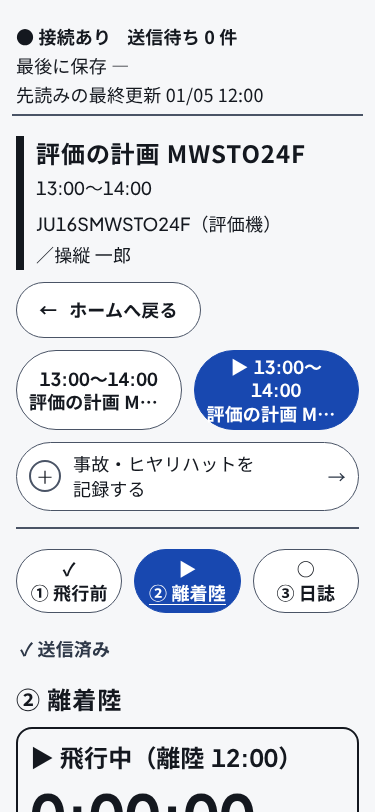 ● 接続あり 送信待ち 0 件
最後に保存 —
先読みの最終更新 01/05 12:00
評価の計画 MWSTO24F
13:00〜14:00
JU16SMWSTO24F（評価機）
／操縦 一郎
← ホームへ戻る
13:00〜14:00
評価の計画 M…
▶ 13:00〜
14:00
評価の計画 M…
事故・ヒヤリハットを
記録する →
✓
① 飛行前
▶
② 離着陸
○
③ 日誌
✓ 送信済み
② 離着陸
▶ 飛行中（離陸 12:00）
0:00:00